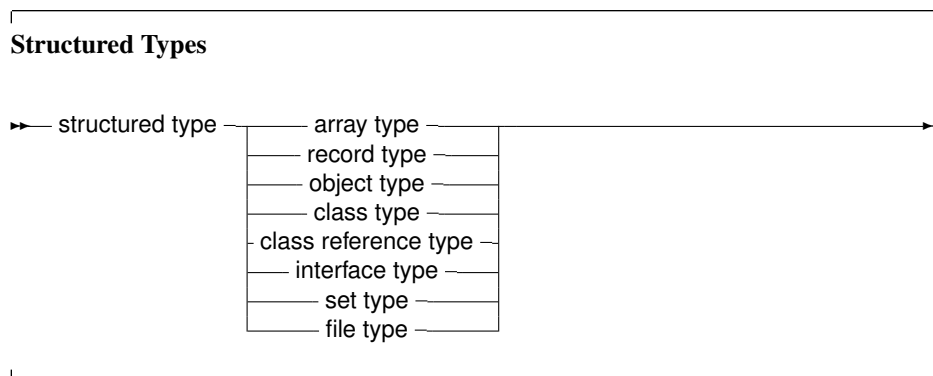 Structured Types
structured type
array type
record type
object type
class type
class reference type
interface type
set type
file type